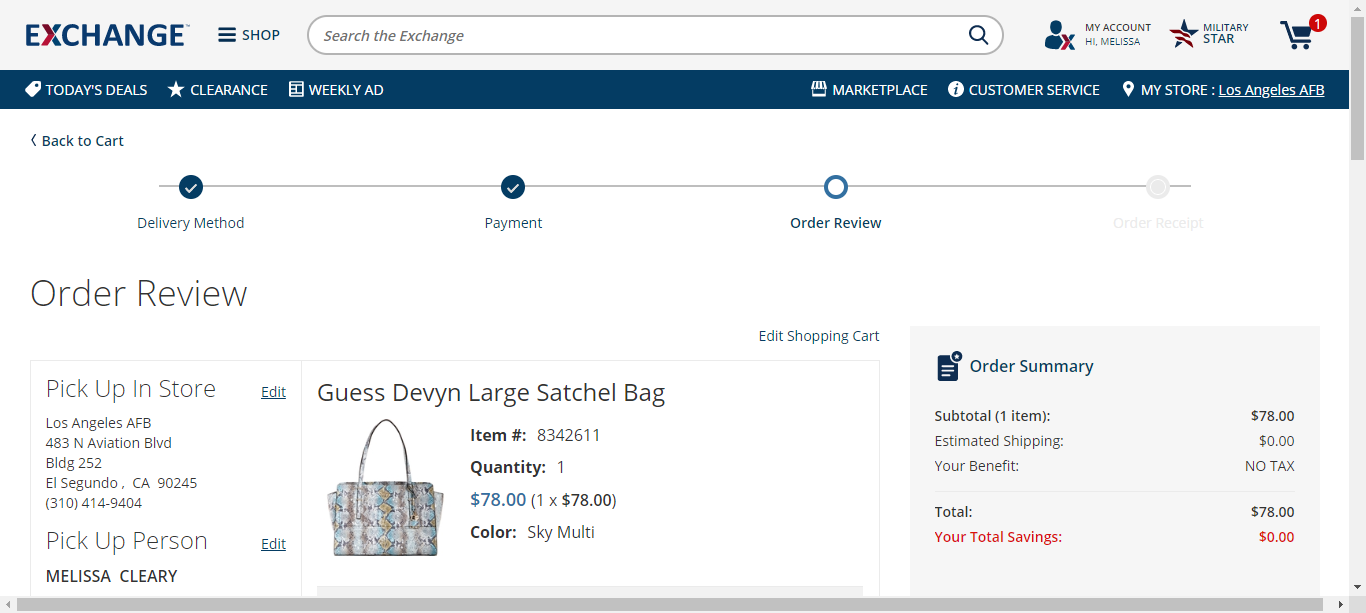 EXCHANGE
SHOP
Search the Exchange
MY ACCOUNT
HI, MELISSA
MILITARY
STAR
1
TODAY'S DEALS
CLEARANCE
WEEKLY AD
MARKETPLACE
CUSTOMER SERVICE
MY STORE : Los Angeles AFB
Back to Cart
Delivery Method
Payment
Order Review
Order Receipt
Order Review
Edit Shopping Cart
Pick Up In Store
Edit
Los Angeles AFB
483 N Aviation Blvd
Bldg 252
El Segundo , CA 90245
(310) 414-9404
Pick Up Person
Edit
MELISSA CLEARY
Guess Devyn Large Satchel Bag
Item #: 8342611
Quantity: 1
$78.00 (1 x $78.00)
Color: Sky Multi
Order Summary
Subtotal (1 item): $78.00
Estimated Shipping: $0.00
Your Benefit: NO TAX
Total: $78.00
Your Total Savings: $0.00